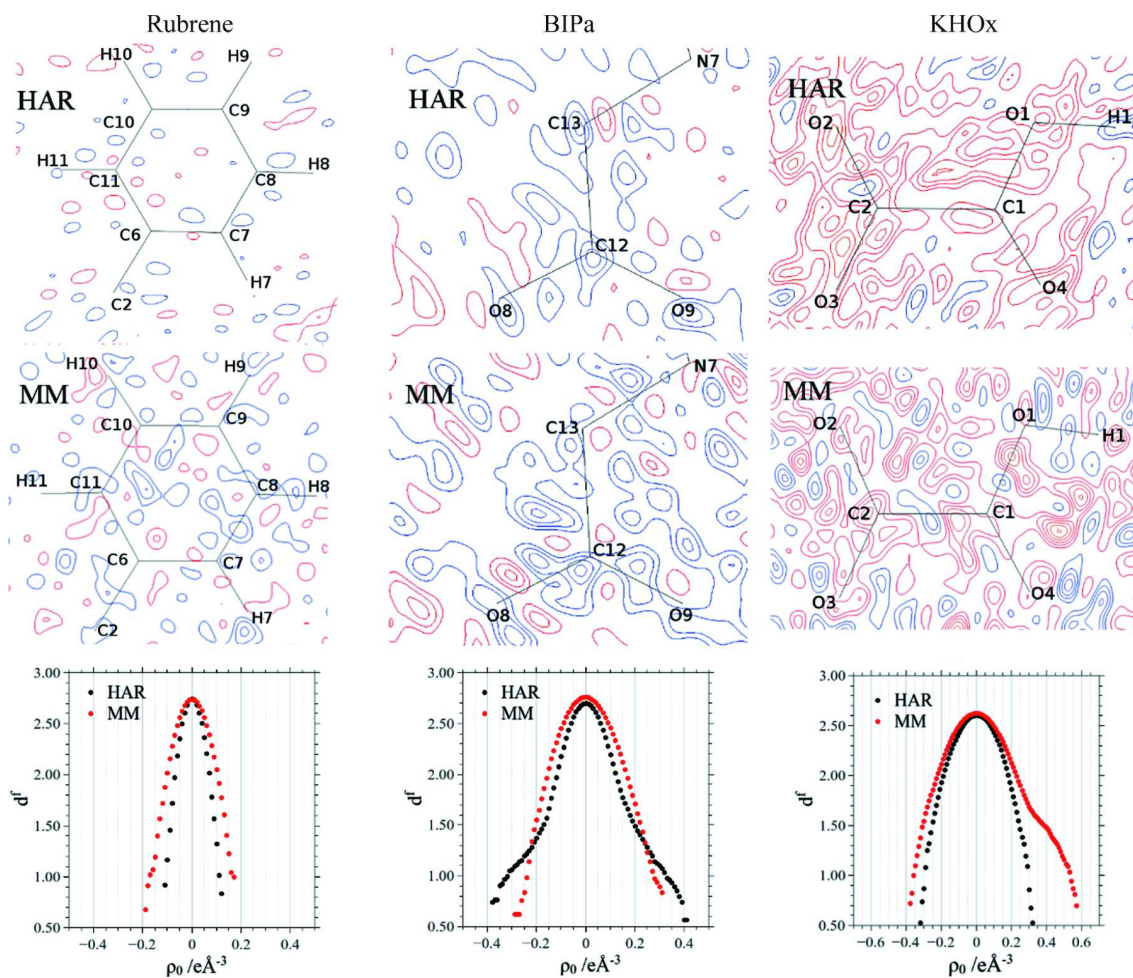 Rubrene BIPa KHOx
HAR
H10 H9
C9
C10
H11 C11 C8 H8
C6 C7
H7
C2
HAR
N7
C13
C12
O8 O9
HAR
O2 O1 H1
C2 C1
O3 O4
MM
H10 H9
C10 C9
H11 C11 C8 H8
C6 C7
H7
C2
MM
N7
C13
C12
O8 O9
MM
O2 O1 H1
C2 C1
O3 O4
3.00
2.50
2.00
1.50
1.00
0.50
dᶠ
HAR
MM
−0.4 −0.2 0 0.2 0.4
ρ₀ /eÅ⁻³
3.00
2.50
2.00
1.50
1.00
0.50
dᶠ
HAR
MM
−0.4 −0.2 0 0.2 0.4
ρ₀ /eÅ⁻³
3.00
2.50
2.00
1.50
1.00
0.50
dᶠ
HAR
MM
−0.6 −0.4 −0.2 0 0.2 0.4 0.6
ρ₀ /eÅ⁻³